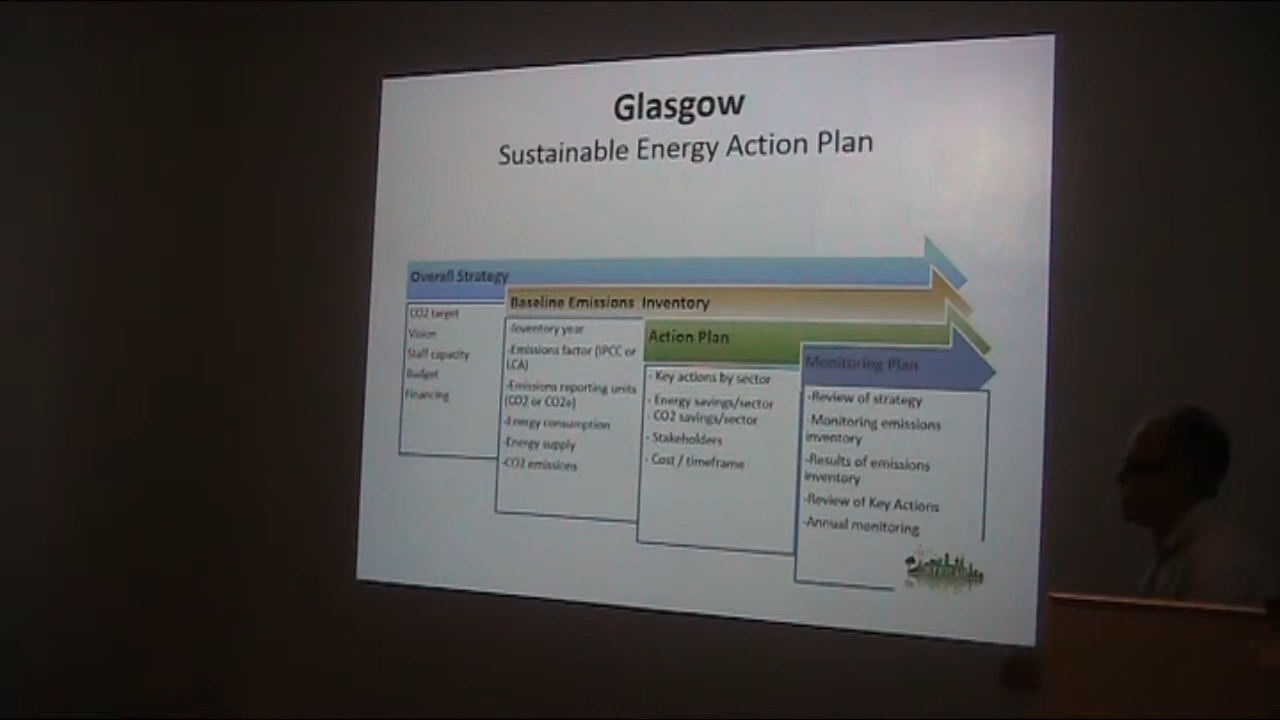 Glasgow
Sustainable Energy Action Plan
Overall Strategy
CO2 target
Vision
Staff capacity
Budget
Financing
Baseline Emissions Inventory
-Inventory year
-Emissions factor (IPCC or
LCA)
-Emissions reporting units
(CO2 or CO2e)
-Energy consumption
-Energy supply
-CO2 emissions
Action Plan
- Key actions by sector
- Energy savings/sector
- CO2 savings/sector
- Stakeholders
- Cost / timeframe
Monitoring Plan
-Review of strategy
- Monitoring emissions
inventory
-Results of emissions
inventory
-Review of Key Actions
-Annual monitoring